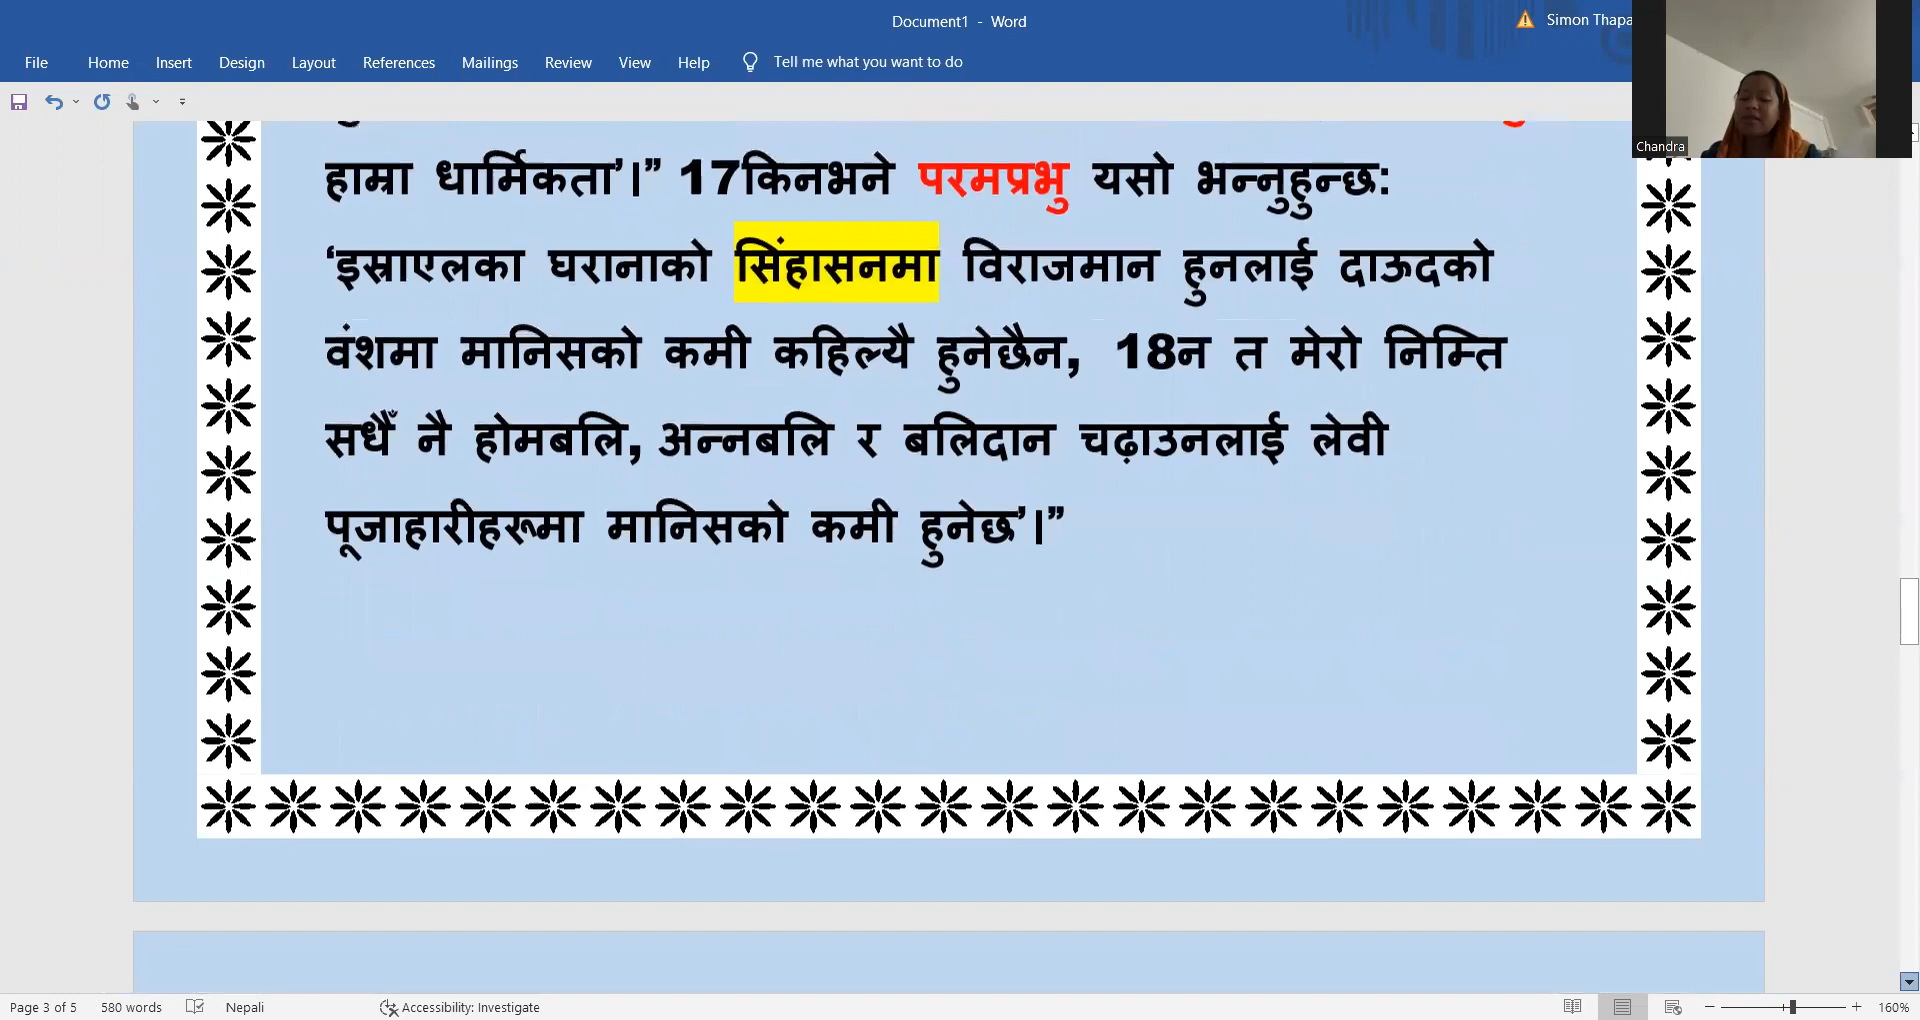 Document1 - Word
Simon Thapa
File Home Insert Design Layout References Mailings Review View Help Tell me what you want to do
Chandra
हाम्रा धार्मिकता’।” 17किनभने परमप्रभु यसो भन्नुहुन्छ:
‘इस्राएलका घरानाको सिंहासनमा विराजमान हुनलाई दाऊदको
वंशमा मानिसको कमी कहिल्यै हुनेछैन, 18न त मेरो निम्ति
सधैँ नै होमबलि, अन्नबलि र बलिदान चढ़ाउनलाई लेवी
पूजाहारीहरूमा मानिसको कमी हुनेछ’।”
Page 3 of 5 580 words Nepali Accessibility: Investigate 160%